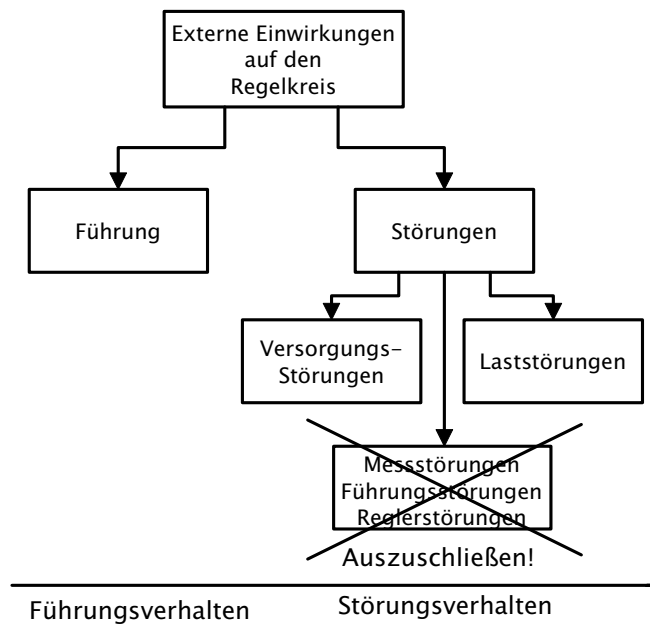 Externe Einwirkungen
auf den
Regelkreis
Führung
Störungen
Versorgungs-
Störungen
Laststörungen
Messstörungen
Führungsstörungen
Reglerstörungen
Auszuschließen!
Führungsverhalten
Störungsverhalten